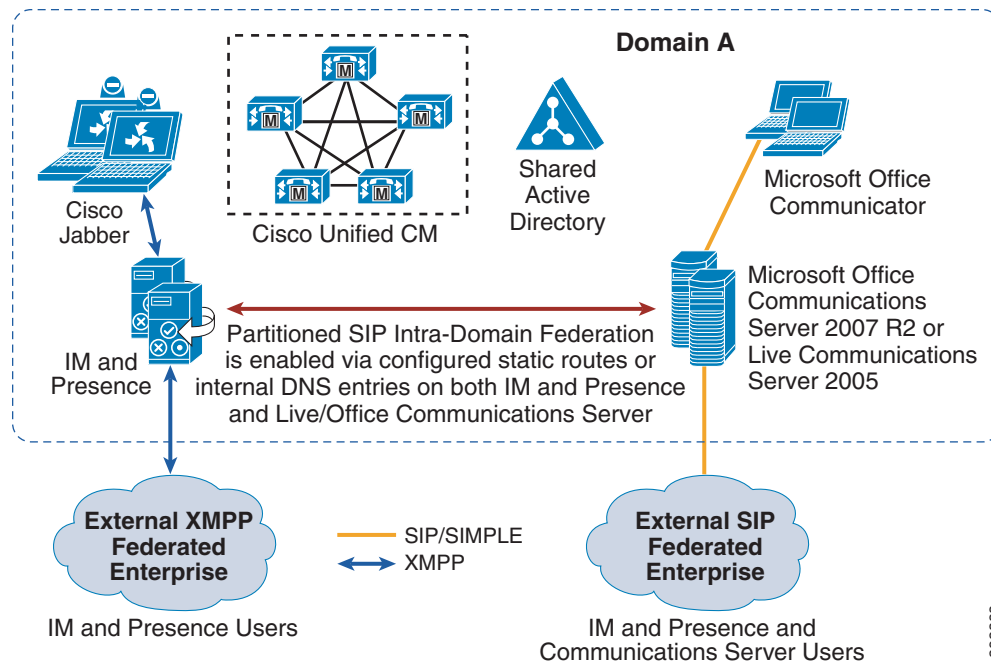 Domain A
M
M
M
M
M
Cisco
Jabber
Cisco Unified CM
Shared
Active
Directory
Microsoft Office
Communicator
IM and
Presence
Partitioned SIP Intra-Domain Federation
is enabled via configured static routes or
internal DNS entries on both IM and Presence
and Live/Office Communications Server
Microsoft Office
Communications
Server 2007 R2 or
Live Communications
Server 2005
External XMPP
Federated
Enterprise
SIP/SIMPLE
XMPP
External SIP
Federated
Enterprise
IM and Presence Users
IM and Presence and
Communications Server Users